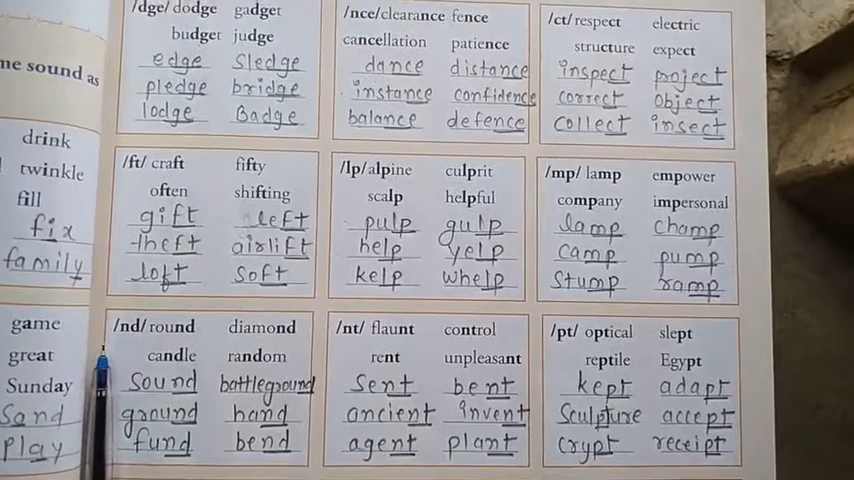 /dge/ dodge gadget
budget judge
edge sledge
pledge bridge
lodge Badge
/nce/clearance fence
cancellation patience
dance distance
instance confidence
balance defence
/ct/ respect electric
structure expect
inspect project
correct object
collect insect
me sound as
drink
twinkle
fill
fix
family
/ft/ craft fifty
often shifting
gift left
theft airlift
loft soft
/lp/alpine culprit
scalp helpful
pulp gulp
help yelp
kelp whelp
/mp/ lamp empower
company impersonal
lamp champ
camp pump
stump ramp
game
great
Sunday
Sand
play
/nd/ round diamond
candle random
sound battleground
ground hand
fund bend
/nt/ flaunt control
rent unpleasant
sent bent
ancient invent
agent plant
/pt/ optical slept
reptile Egypt
kept adapt
Sculpture accept
crypt receipt